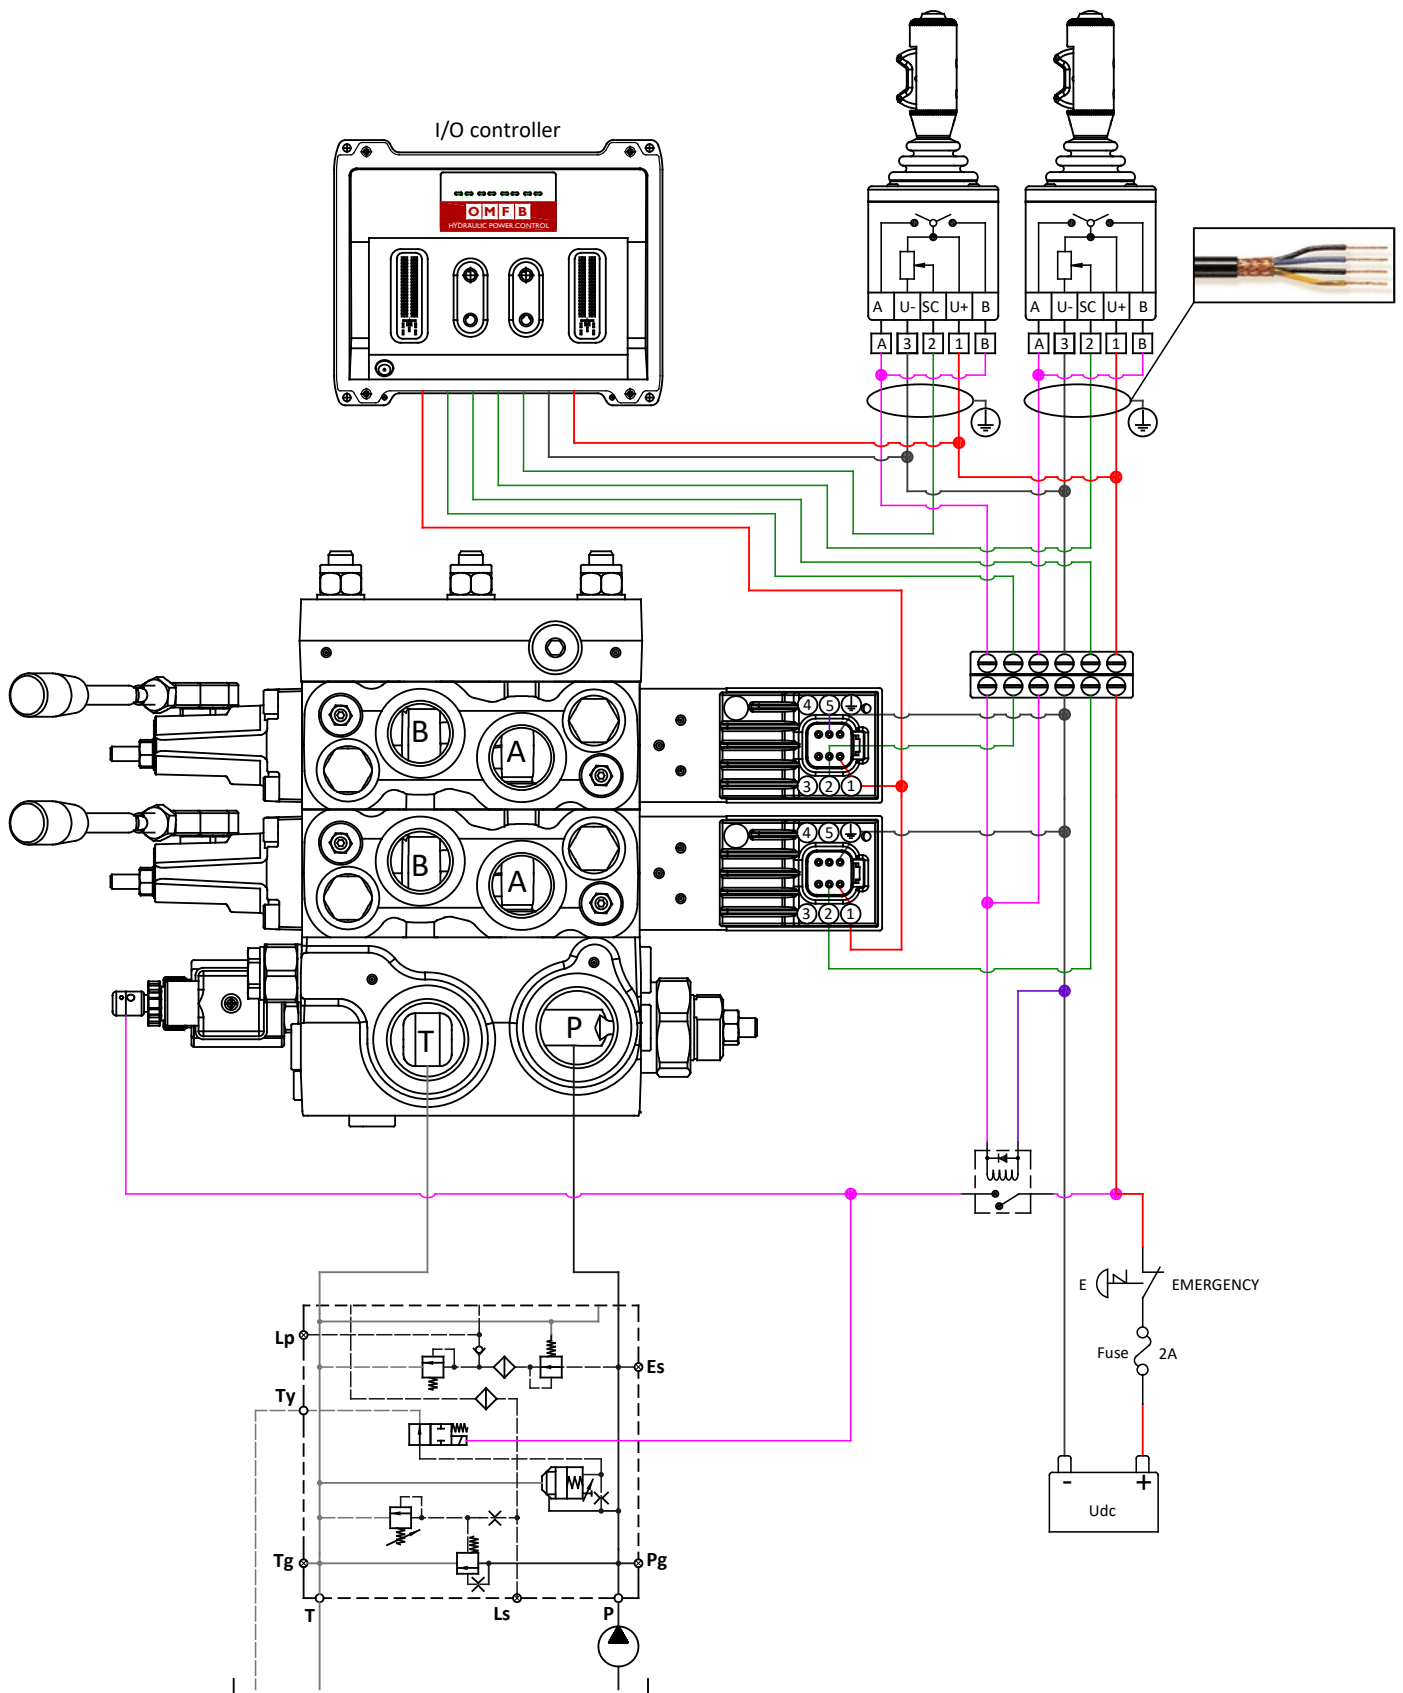 I/O controller
OMFB
HYDRAULIC POWER CONTROL
A U- SC U+ B
A U- SC U+ B
A 3 2 1 B
A 3 2 1 B
B
A
4 5
3 2 1
B
A
4 5
3 2 1
T
P
E
EMERGENCY
Fuse
2A
Lp
Es
Ty
- +
Udc
Tg
Pg
T
Ls
P